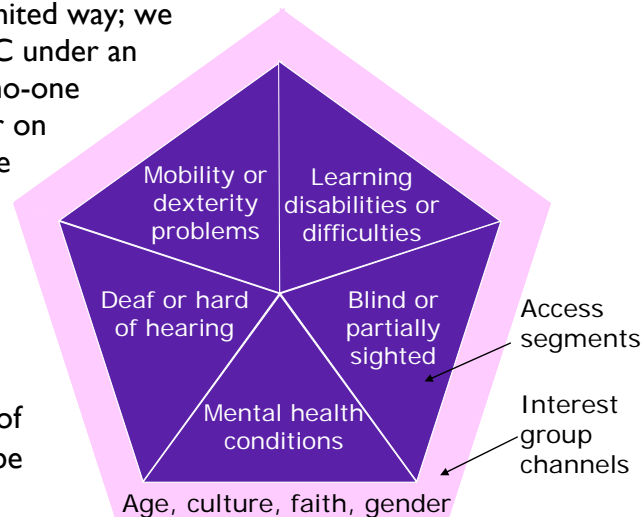 nited way; we
C under an
no-one
r on
e
of
be
Mobility or
dexterity
problems
Learning
disabilities or
difficulties
Deaf or hard
of hearing
Blind or
partially
sighted
Mental health
conditions
Access
segments
Interest
group
channels
Age, culture, faith, gender